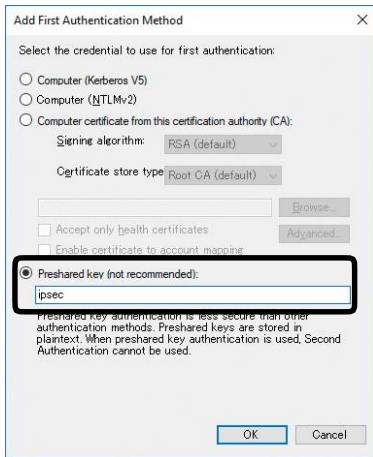 Add First Authentication Method
Select the credential to use for first authentication:
Computer (Kerberos V5)
Computer (NTLMv2)
Computer certificate from this certification authority (CA):
Signing algorithm:
RSA (default)
Certificate store type
Root CA (default)
Browse...
Accept only health certificates
Advanced...
Enable certificate to account mapping
Preshared key (not recommended):
ipsec
Preshared key authentication is less secure than other
authentication methods. Preshared keys are stored in
plaintext. When preshared key authentication is used, Second
Authentication cannot be used.
OK
Cancel